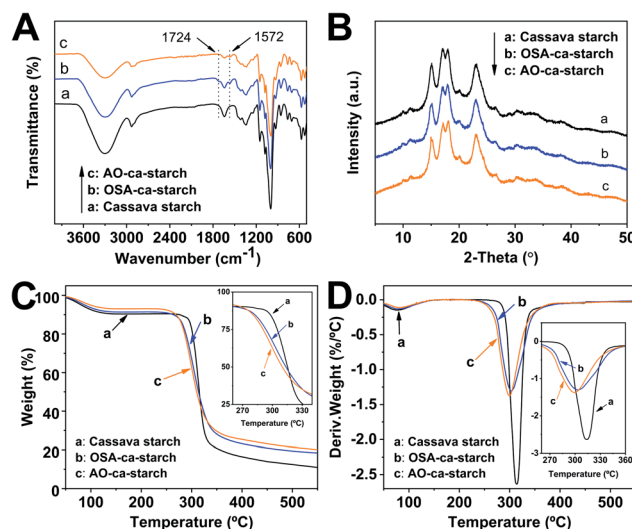 A
1724
1572
c
b
a
c: AO-ca-starch
b: OSA-ca-starch
a: Cassava starch
Transmittance (%)
3600 3000 2400 1800 1200 600
Wavenumber (cm⁻¹)
B
a: Cassava starch
b: OSA-ca-starch
c: AO-ca-starch
a
b
c
Intensity (a.u.)
10 20 30 40 50
2-Theta (°)
C
100
80
60
40
20
0
Weight (%)
a
b
c
a: Cassava starch
b: OSA-ca-starch
c: AO-ca-starch
100 200 300 400 500
Temperature (ºC)
100
75
50
25
a
b
c
260 280 300 320 340
Temperature (ºC)
D
0.0
-0.5
-1.0
-1.5
-2.0
-2.5
Deriv.Weight (%/ºC)
a
b
c
a: Cassava starch
b: OSA-ca-starch
c: AO-ca-starch
100 200 300 400 500
Temperature (ºC)
0
-1
-2
-3
b
c
a
270 300 330 360
Temperature (ºC)